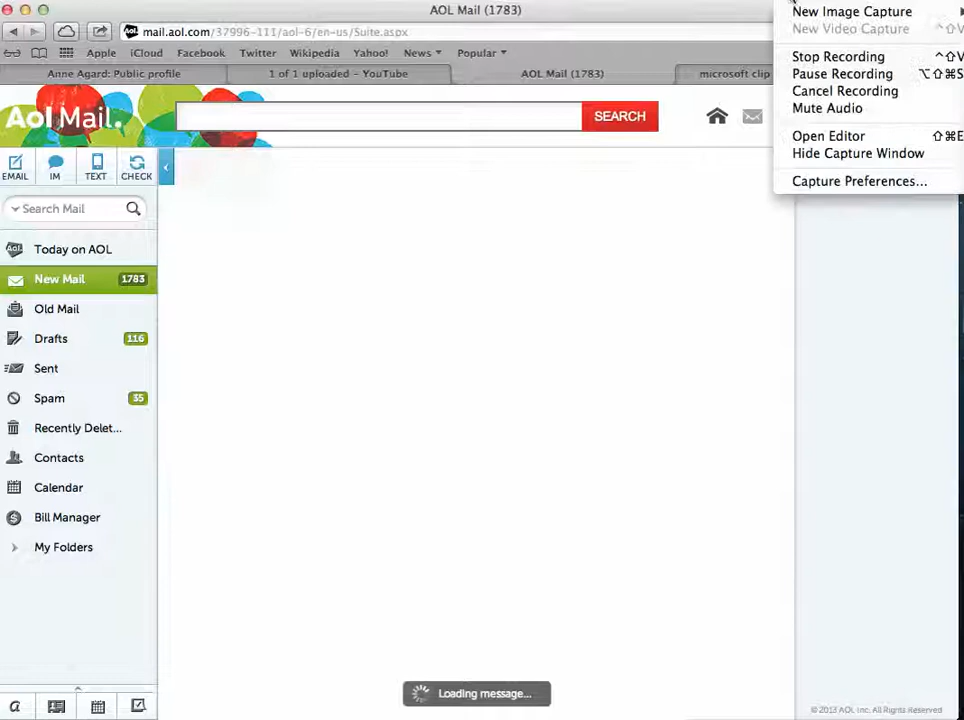 AOL Mail (1783)
New Image Capture
mail.aol.com/37996-111/aol-6/en-us/Suite.aspx
New Video Capture ^⇧V
Apple iCloud Facebook Twitter Wikipedia Yahoo! News ▾ Popular ▾
Stop Recording ^⇧V
Anne Agard: Public profile 1 of 1 uploaded – YouTube AOL Mail (1783) microsoft clip
Pause Recording ⌥⇧⌘S
Cancel Recording
Mute Audio
Aol Mail. SEARCH
Open Editor ⇧⌘E
Hide Capture Window
EMAIL IM TEXT CHECK
Capture Preferences...
Search Mail
Aol. Today on AOL
New Mail 1783
Old Mail
Drafts 116
Sent
Spam 35
Recently Delet...
Contacts
Calendar
Bill Manager
My Folders
Loading message...
a
© 2013 AOL Inc. All Rights Reserved